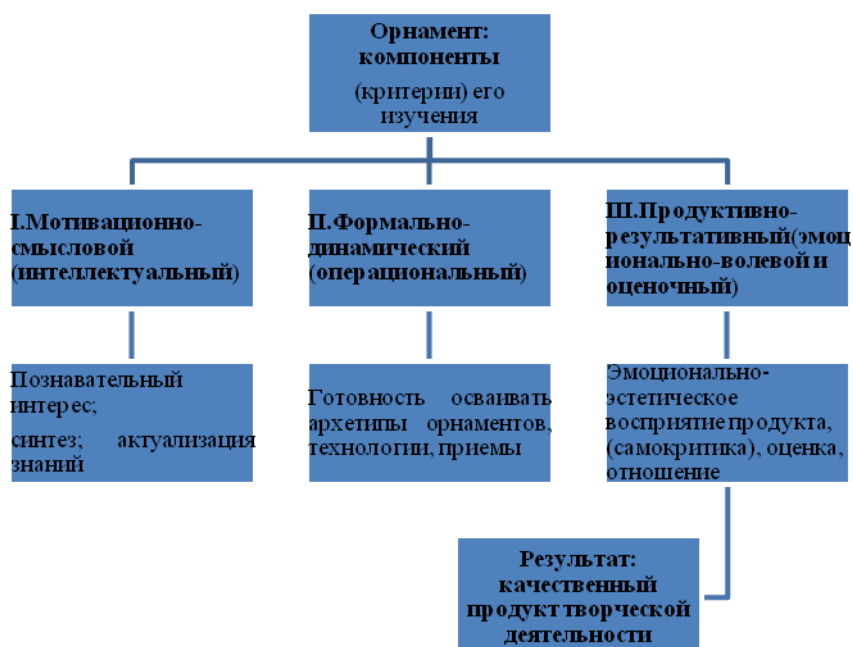 Орнамент:
компоненты
(критерии) его
изучения
I.Мотивационно-
смысловой
(интеллектуальный)
II.Формально-
динамический
(операциональный)
III.Продуктивно-
результативный(эмоц
ионально-волевой и
оценочный)
Познавательный
интерес;
синтез; актуализация
знаний
Готовность осваивать
архетипы орнаментов,
технологии, приемы
Эмоционально-
эстетическое
восприятие продукта,
(самокритика), оценка,
отношение
Результат:
качественный
продукт творческой
деятельности